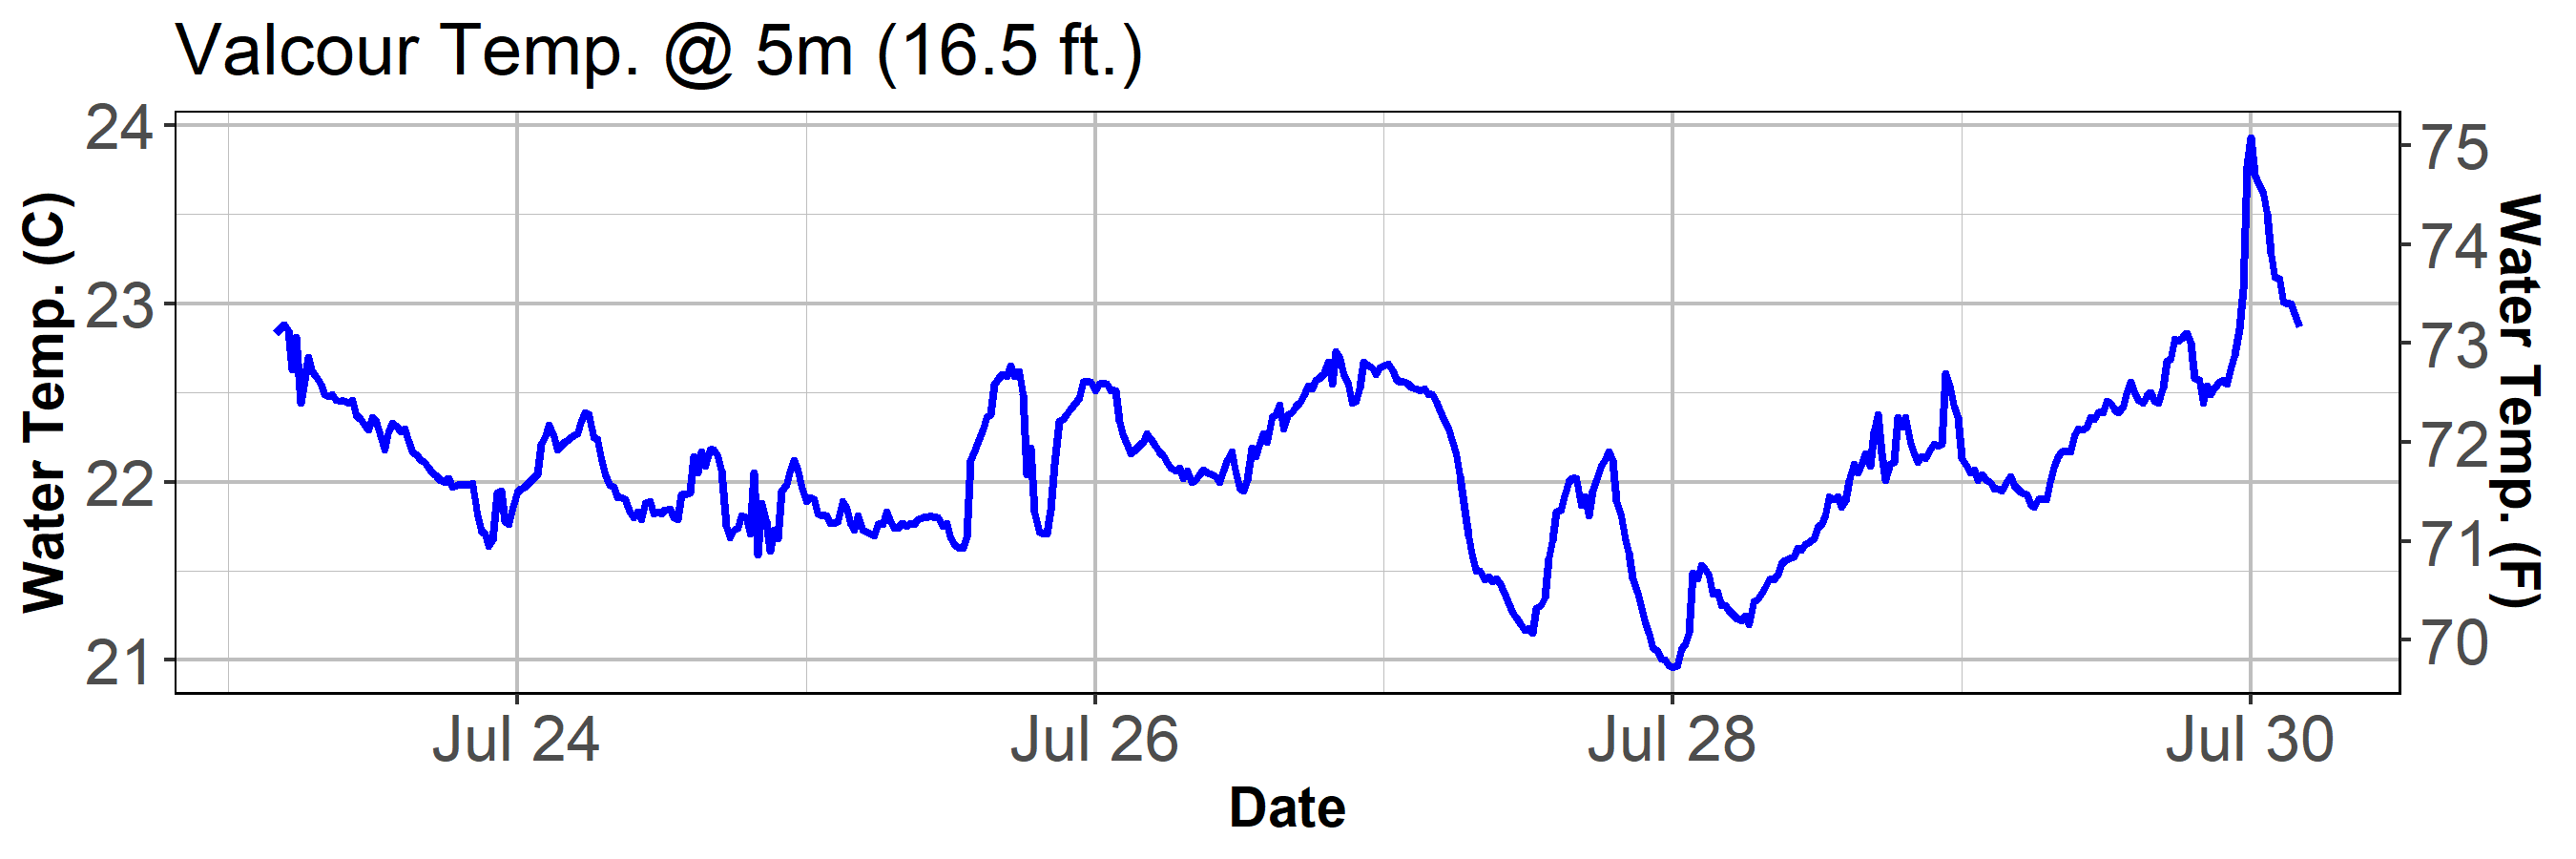 Valcour Temp. @ 5m (16.5 ft.)
Water Temp. (C)
24
23
22
21
75
74
73
72
71
70
Water Temp. (F)
Jul 24
Jul 26
Jul 28
Jul 30
Date